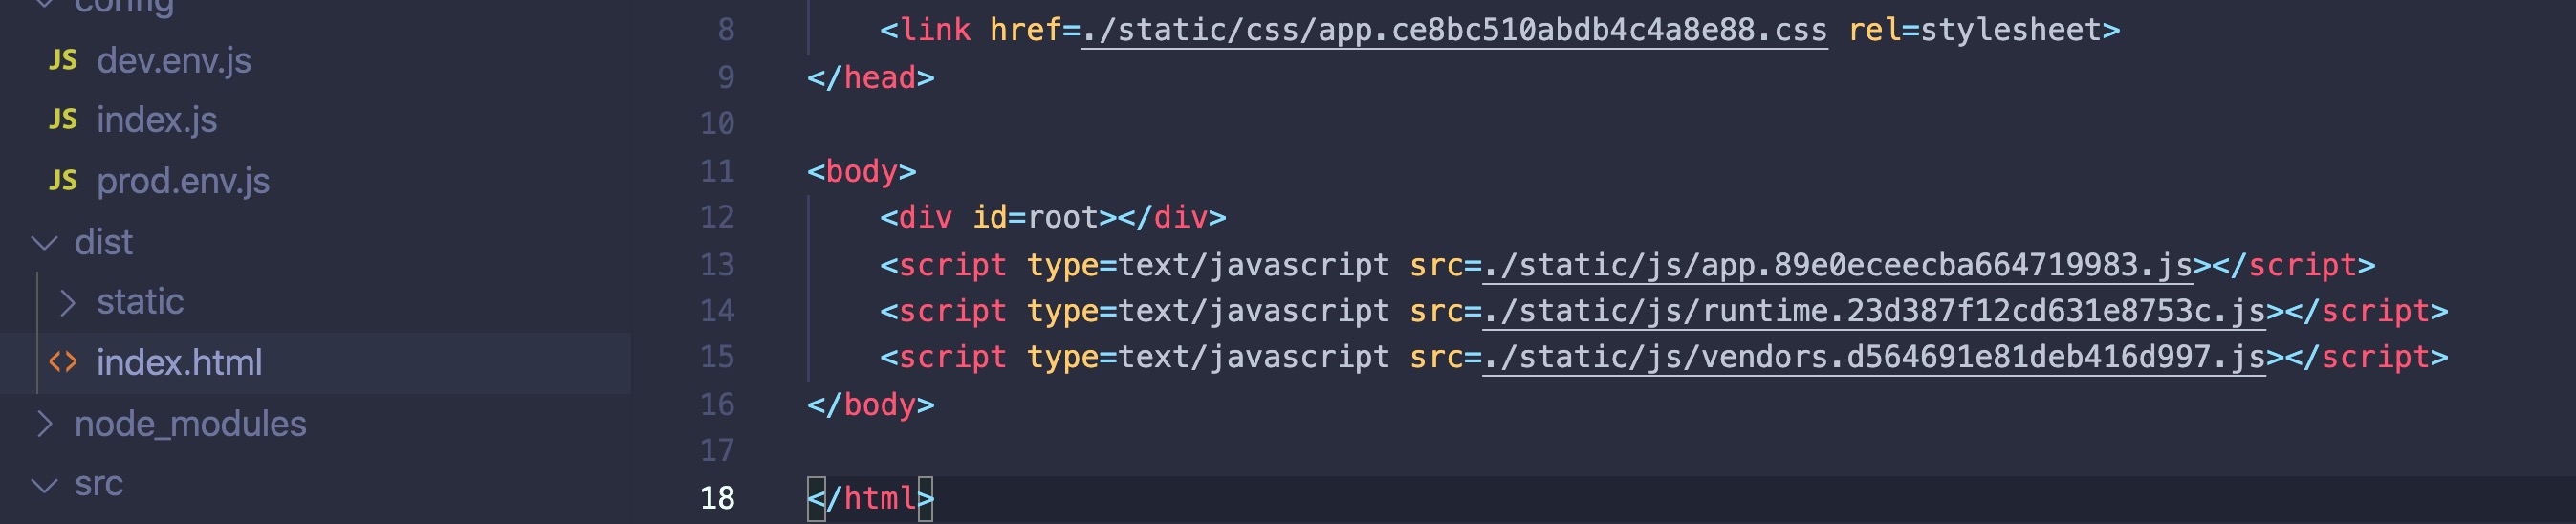 config
JS dev.env.js
JS index.js
JS prod.env.js
dist
static
<> index.html
node_modules
src
8 <link href=./static/css/app.ce8bc510abdb4c4a8e88.css rel=stylesheet>
9 </head>
10
11 <body>
12 <div id=root></div>
13 <script type=text/javascript src=./static/js/app.89e0eceecba664719983.js></script>
14 <script type=text/javascript src=./static/js/runtime.23d387f12cd631e8753c.js></script>
15 <script type=text/javascript src=./static/js/vendors.d564691e81deb416d997.js></script>
16 </body>
17
18 </html>